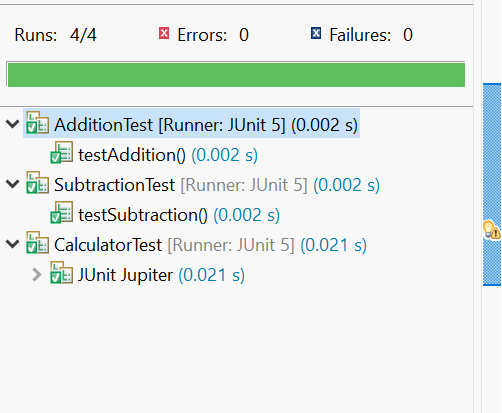 Runs: 4/4 Errors: 0 Failures: 0
AdditionTest [Runner: JUnit 5] (0.002 s)
testAddition() (0.002 s)
SubtractionTest [Runner: JUnit 5] (0.002 s)
testSubtraction() (0.002 s)
CalculatorTest [Runner: JUnit 5] (0.021 s)
JUnit Jupiter (0.021 s)